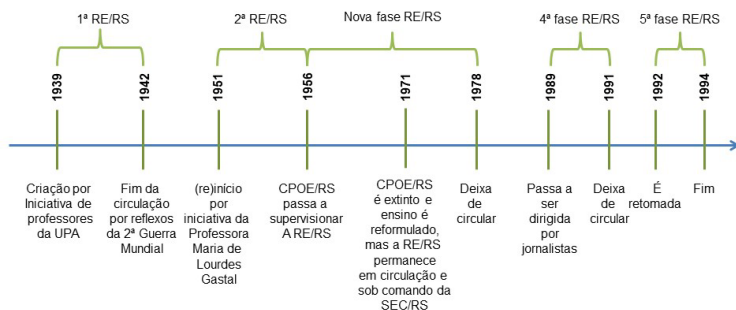 1ª RE/RS
2ª RE/RS
Nova fase RE/RS
4ª fase RE/RS
5ª fase RE/RS
1939
1942
1951
1956
1971
1978
1989
1991
1992
1994
Criação por
Iniciativa de
professores
da UPA
Fim da
circulação
por reflexos
da 2ª Guerra
Mundial
(re)início
por
iniciativa da
Professora
Maria de
Lourdes
Gastal
CPOE/RS
passa a
supervisionar
A RE/RS
CPOE/RS
é extinto e
ensino é
reformulado,
mas a RE/RS
permanece
em circulação e
sob comando da
SEC/RS
Deixa
de
circular
Passa a
ser
dirigida
por
jornalistas
Deixa
de
circular
É
retomada
Fim